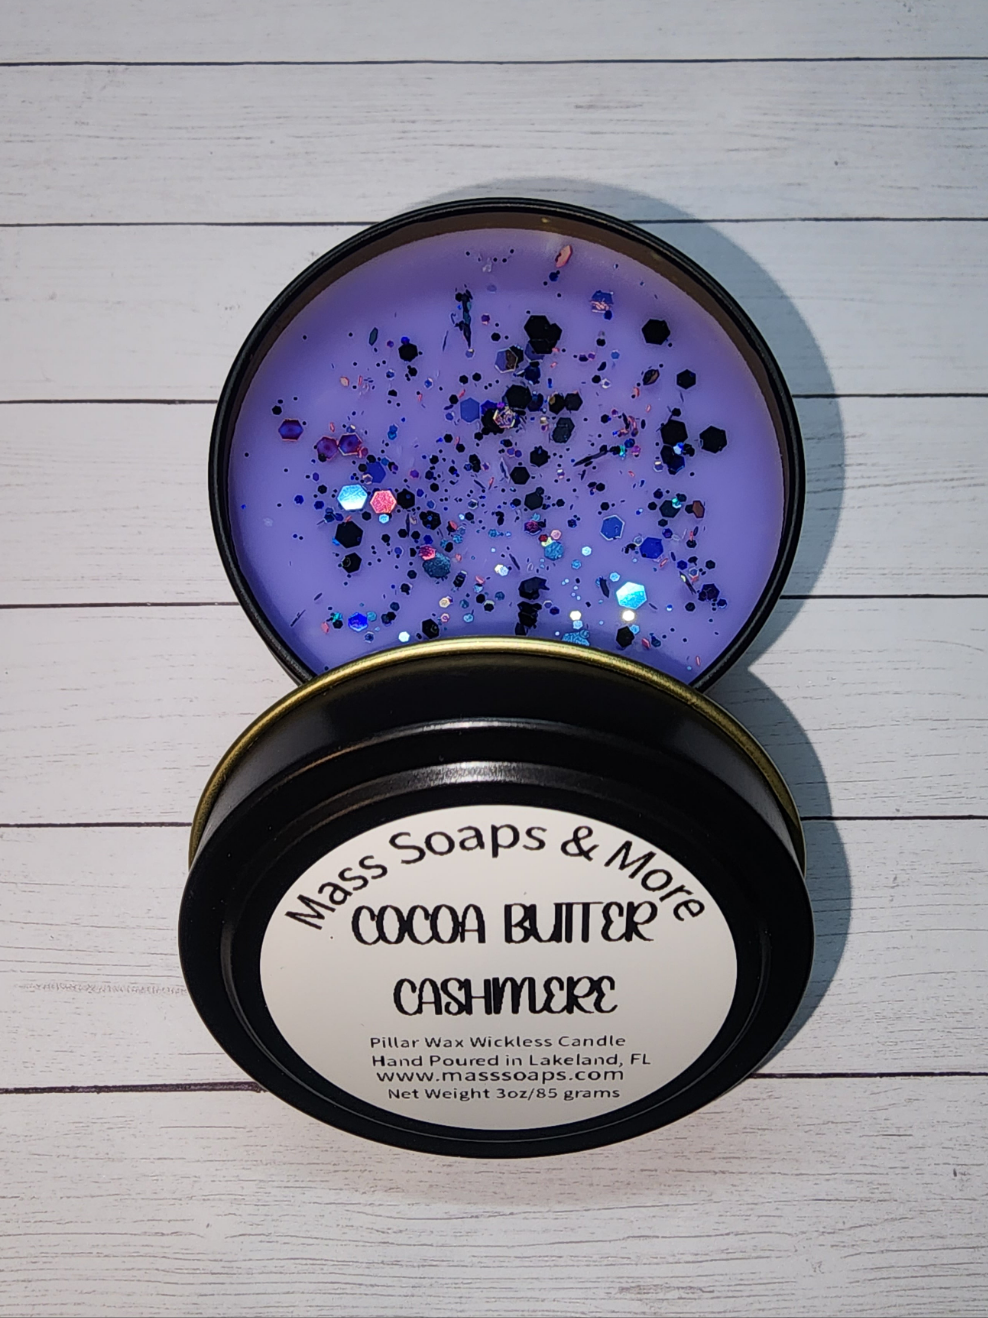 Mass Soaps & More
COCOA BUTTER
CASHMERE
Pillar Wax Wickless Candle
Hand Poured in Lakeland, FL
www.masssoaps.com
Net Weight 3oz/85 grams